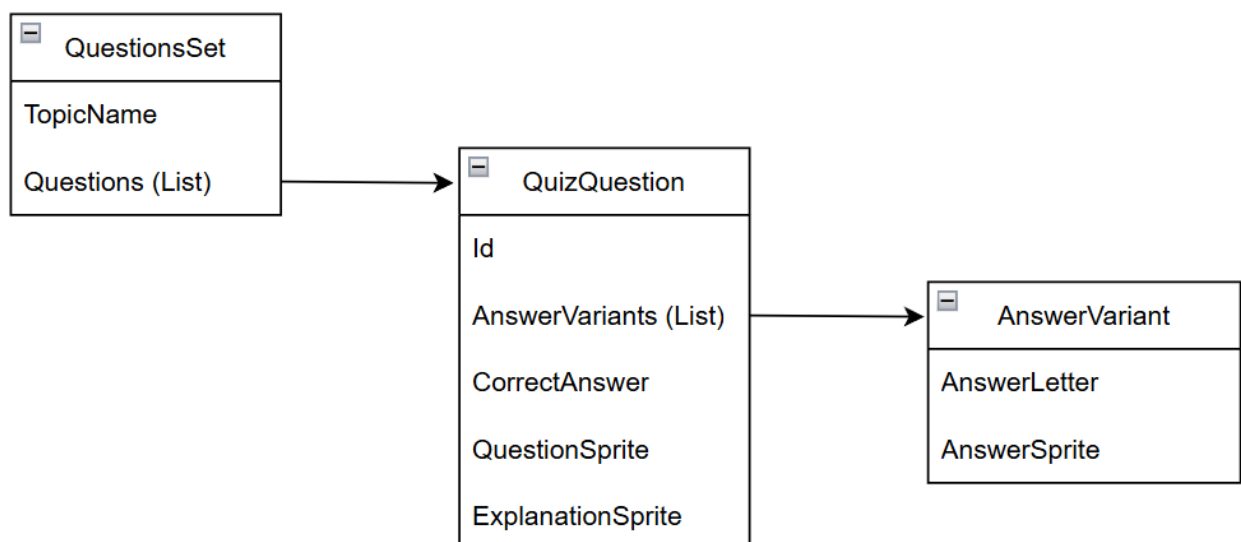 QuestionsSet
TopicName
Questions (List)
QuizQuestion
Id
AnswerVariants (List)
CorrectAnswer
QuestionSprite
ExplanationSprite
AnswerVariant
AnswerLetter
AnswerSprite